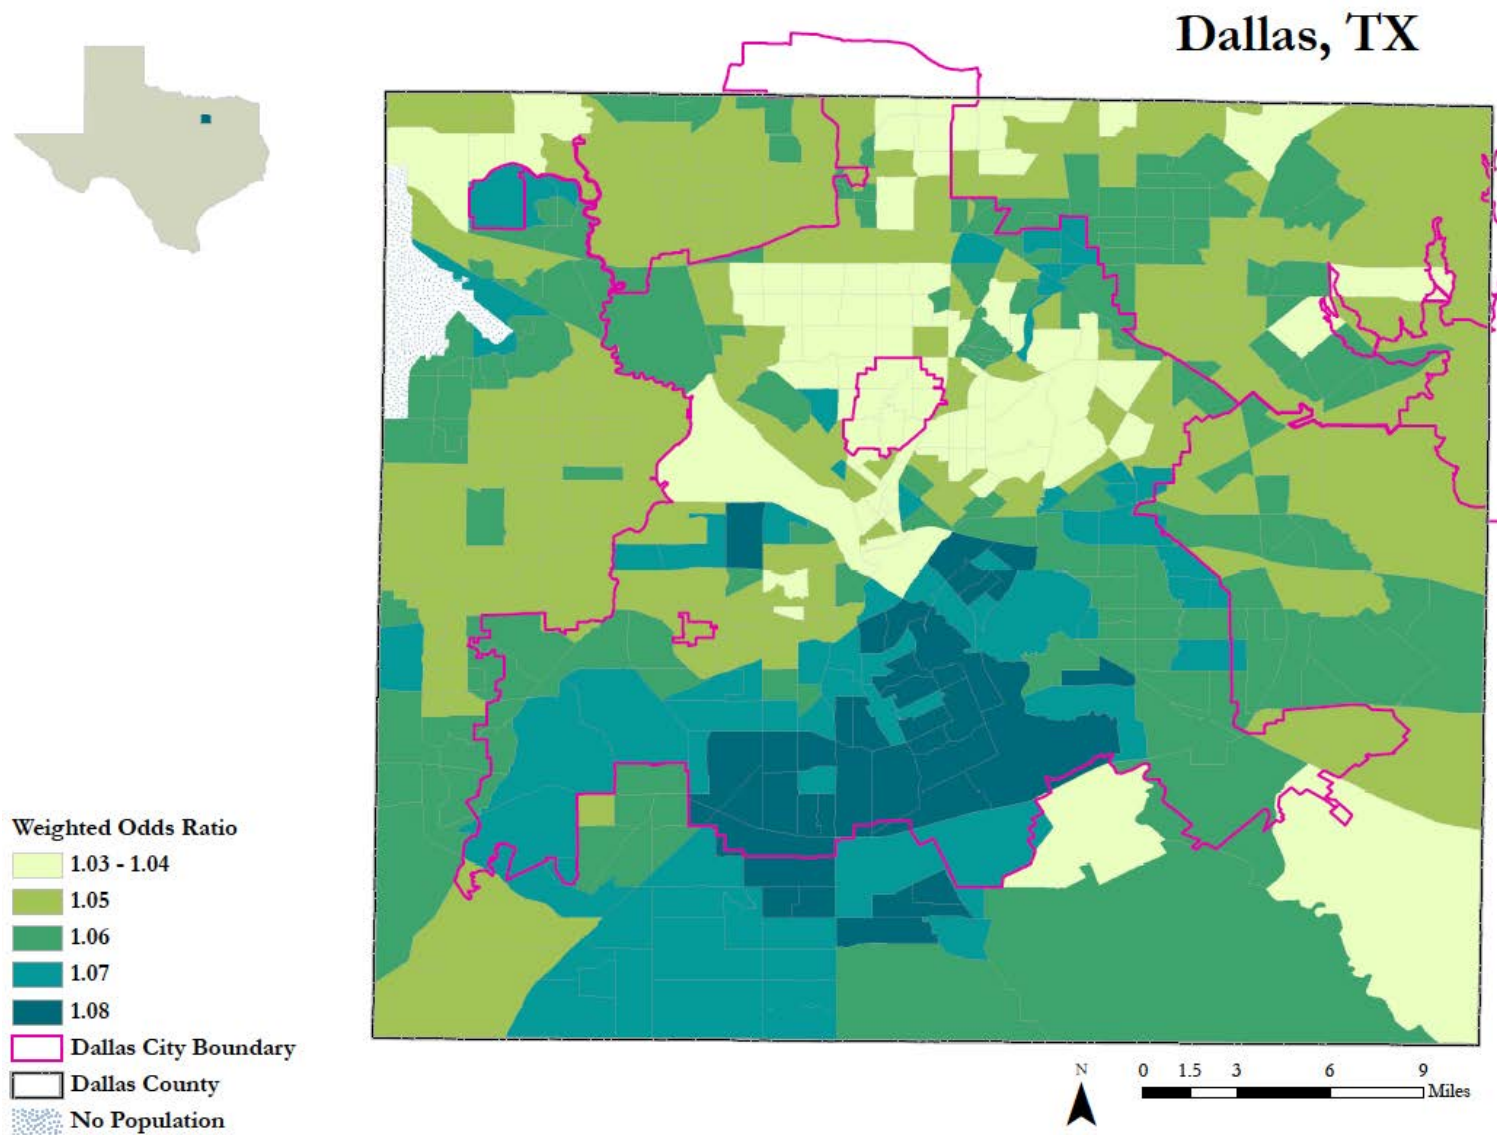 Dallas, TX
Weighted Odds Ratio
1.03 - 1.04
1.05
1.06
1.07
1.08
Dallas City Boundary
Dallas County
No Population
N
0 1.5 3 6 9
Miles